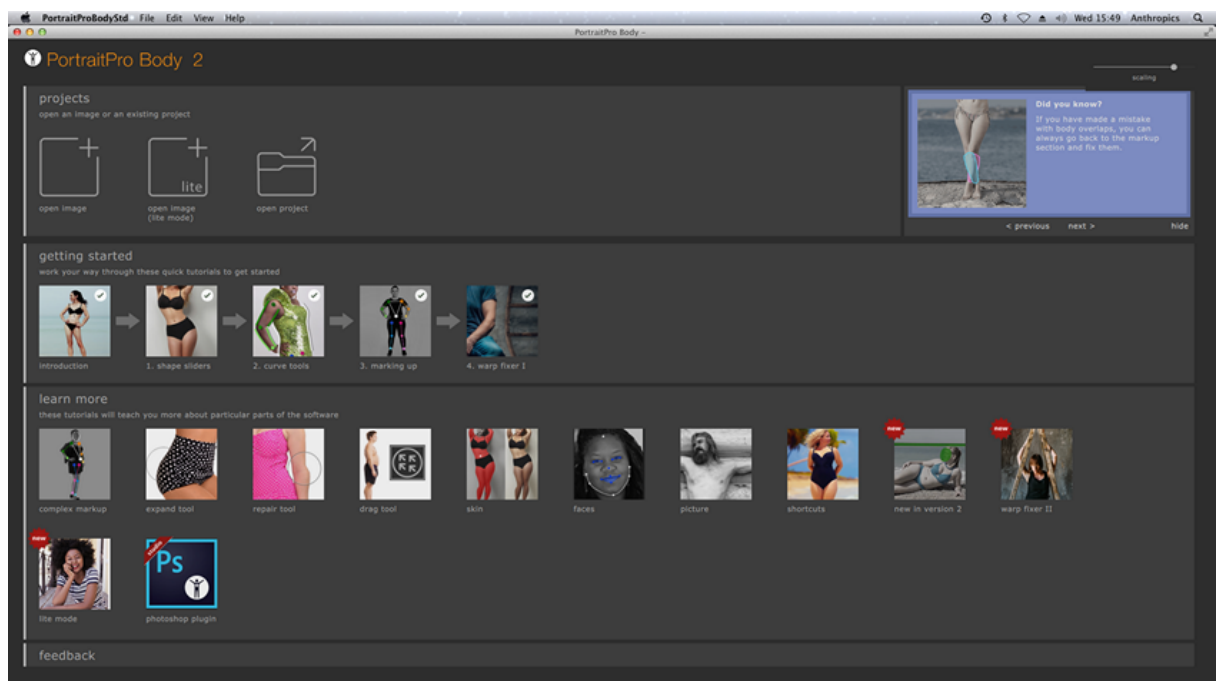 PortraitProBodyStd File Edit View Help
Wed 15:49 Anthropics
PortraitPro Body -
PortraitPro Body 2
scaling
projects
open an image or an existing project
lite
open image
open image
(lite mode)
open project
Did you know?
If you have made a mistake
with body overlaps, you can
always go back to the markup
section and fix them.
< previous next > hide
getting started
work your way through these quick tutorials to get started
introduction
1. shape sliders
2. curve tools
3. marking up
4. warp fixer I
learn more
these tutorials will teach you more about particular parts of the software
new
new
complex markup
expand tool
repair tool
drag tool
skin
faces
picture
shortcuts
new in version 2
warp fixer II
new
studio
Ps
lite mode
photoshop plugin
feedback